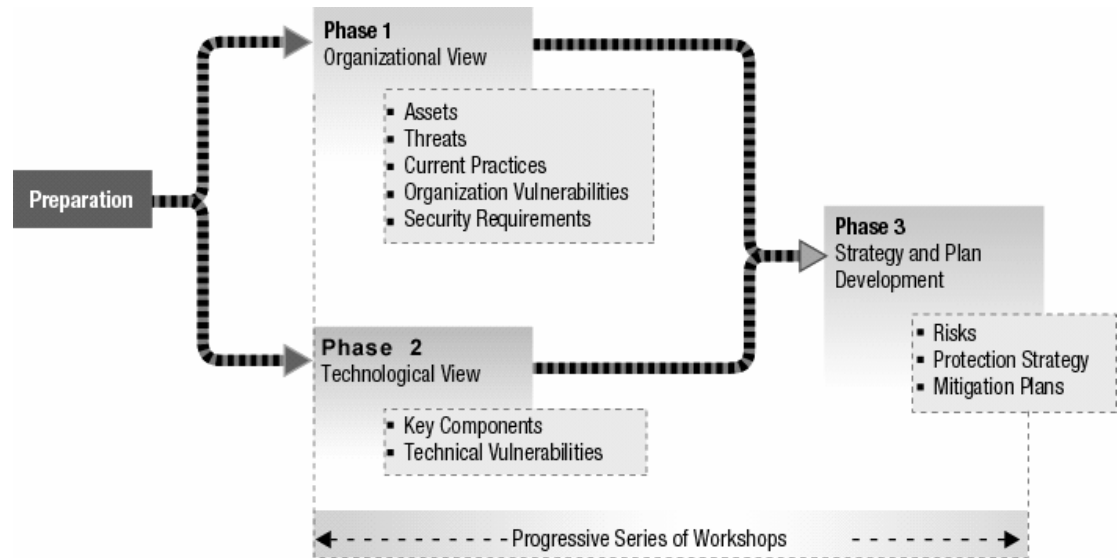 Preparation
Phase 1
Organizational View
▪ Assets
▪ Threats
▪ Current Practices
▪ Organization Vulnerabilities
▪ Security Requirements
Phase 2
Technological View
▪ Key Components
▪ Technical Vulnerabilities
Phase 3
Strategy and Plan
Development
▪ Risks
▪ Protection Strategy
▪ Mitigation Plans
Progressive Series of Workshops